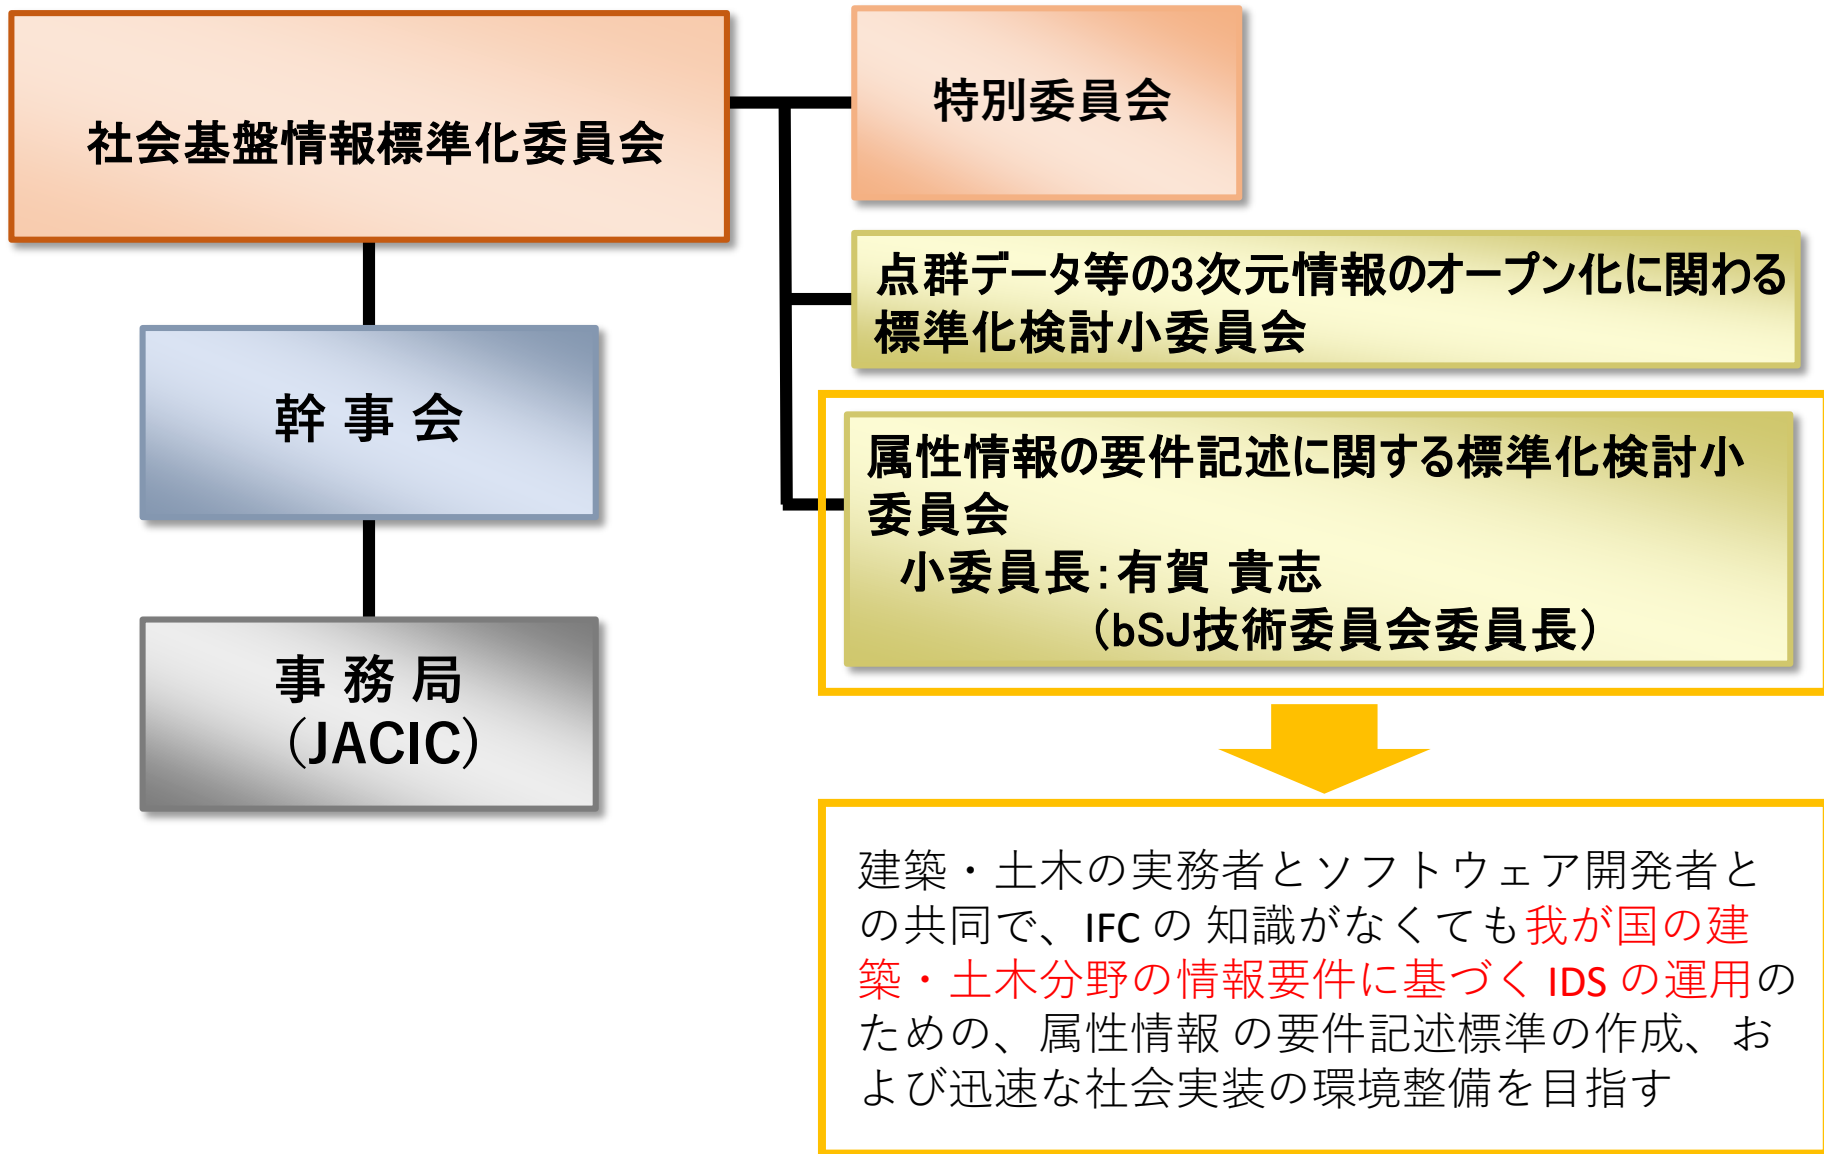 社会基盤情報標準化委員会
特別委員会
点群データ等の3次元情報のオープン化に関わる
標準化検討小委員会
幹 事 会
属性情報の要件記述に関する標準化検討小
委員会
小委員長：有賀 貴志
（bSJ技術委員会委員長）
事 務 局
（JACIC）
建築・土木の実務者とソフトウェア開発者と
の共同で、IFC の 知識がなくても我が国の建
築・土木分野の情報要件に基づく IDS の運用の
ための、属性情報 の要件記述標準の作成、お
よび迅速な社会実装の環境整備を目指す